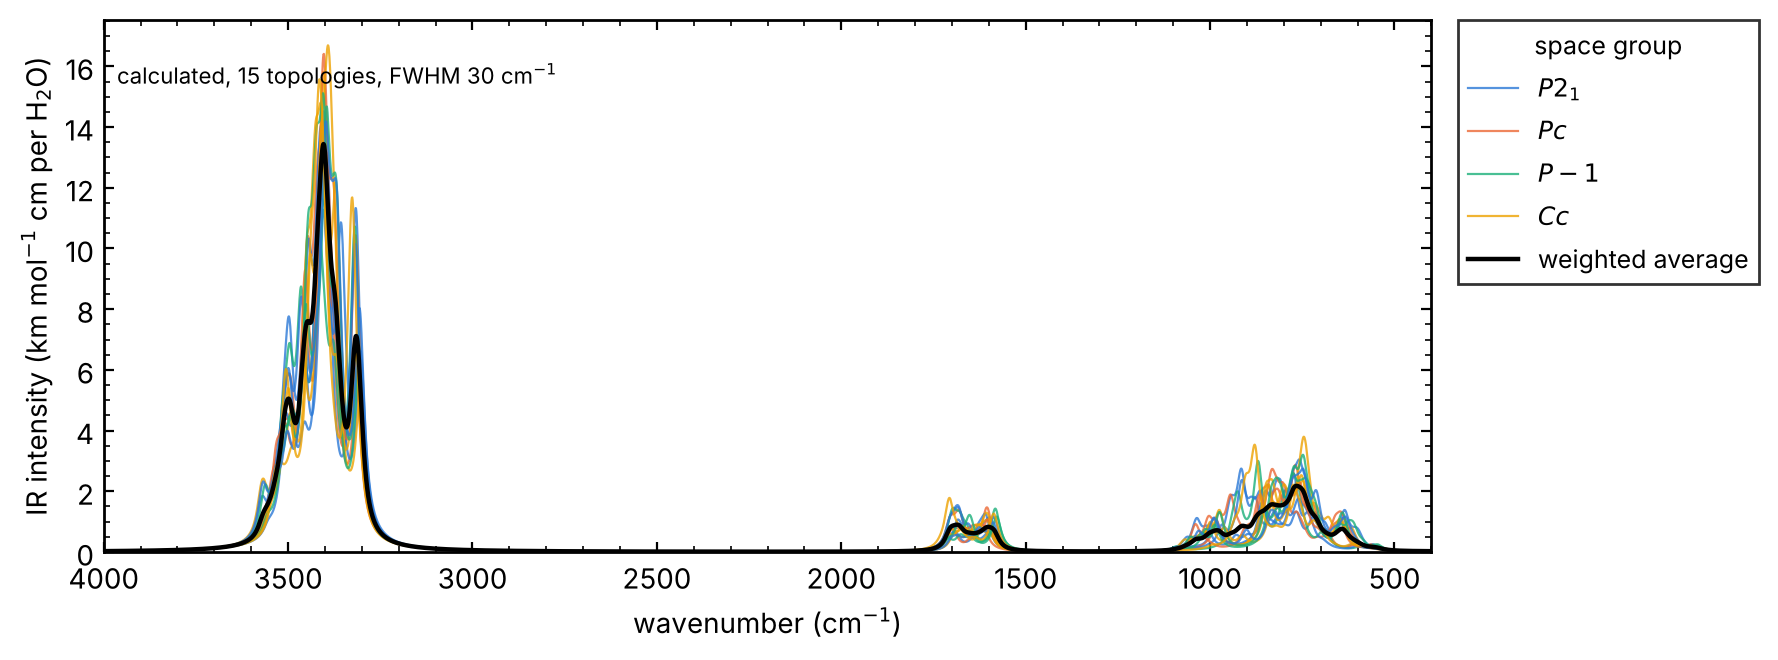 calculated, 15 topologies, FWHM 30 cm⁻¹
IR intensity (km mol⁻¹ cm per H₂O)
16
14
12
10
8
6
4
2
0
4000 3500 3000 2500 2000 1500 1000 500
wavenumber (cm⁻¹)
space group
P2₁
Pc
P − 1
Cc
weighted average